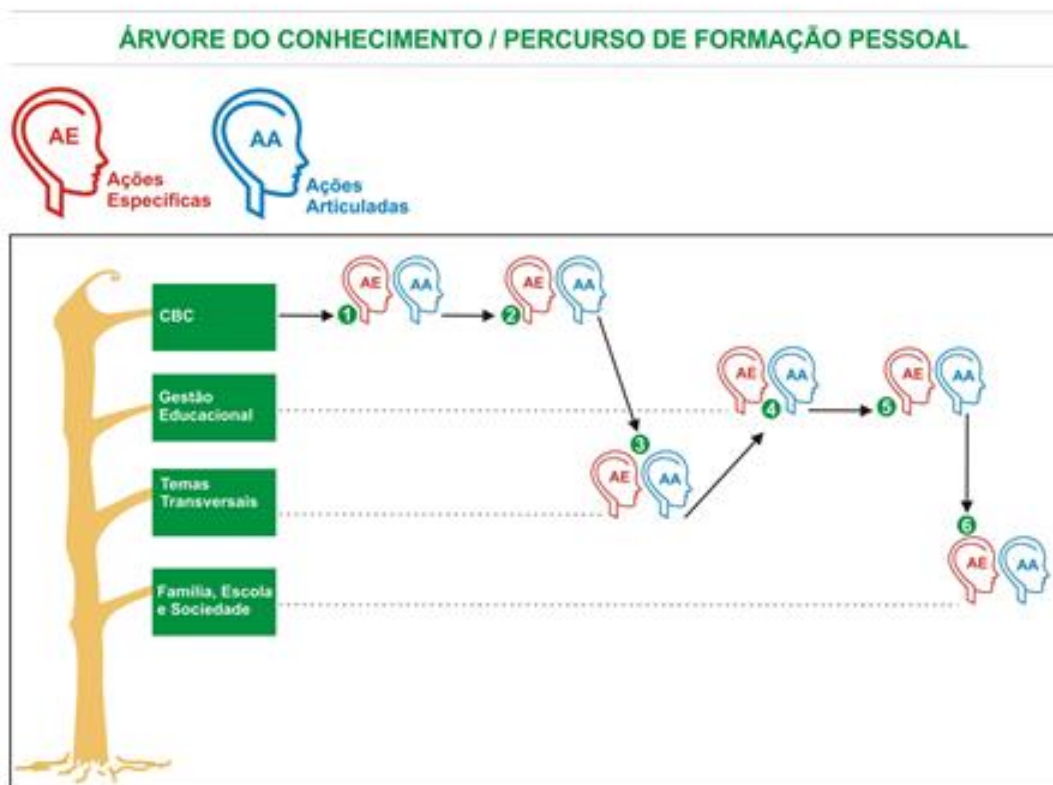 ÁRVORE DO CONHECIMENTO / PERCURSO DE FORMAÇÃO PESSOAL
AE
Ações
Específicas
AA
Ações
Articuladas
CBC
1
AE
AA
2
AE
AA
Gestão
Educacional
AE
AA
4
5
AE
AA
Temas
Transversais
3
AE
AA
Família, Escola
e Sociedade
6
AE
AA